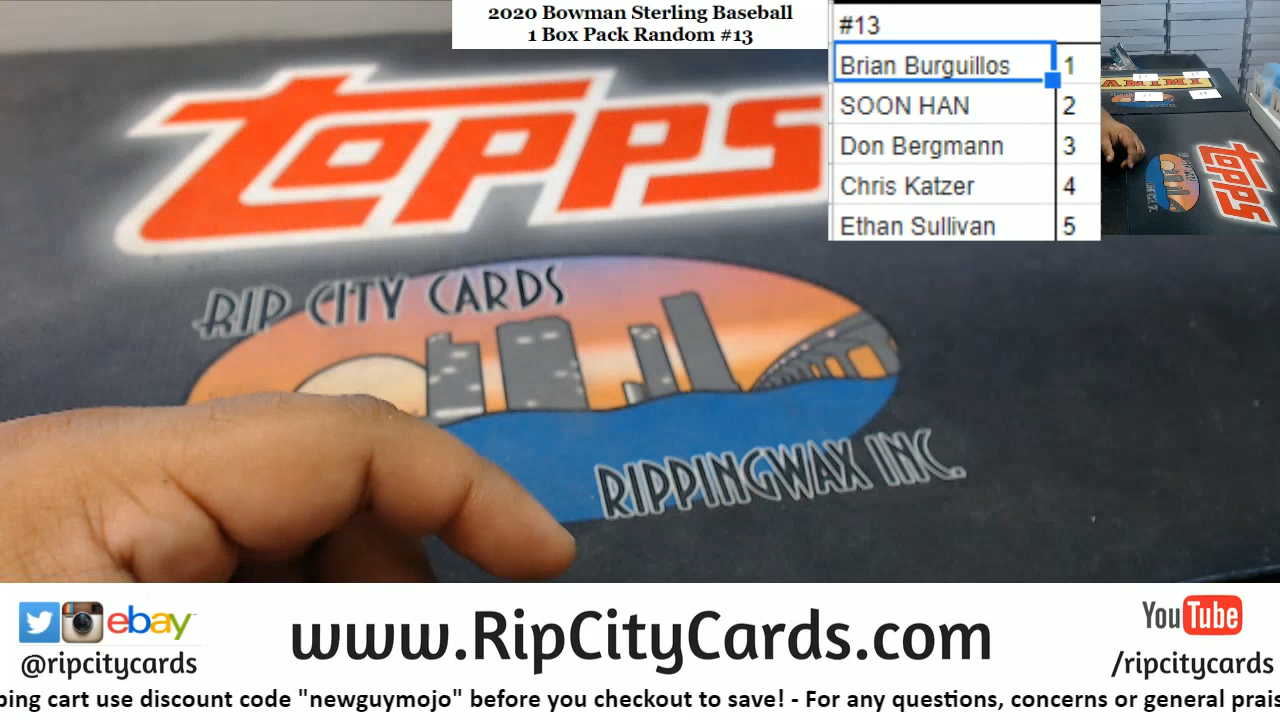 2020 Bowman Sterling Baseball
1 Box Pack Random #13
#13
Brian Burguillos 1
SOON HAN 2
Don Bergmann 3
Chris Katzer 4
Ethan Sullivan 5
topps
RIP CITY CARDS
RIPPINGWAX INC.
topps
ebay
@ripcitycards
www.RipCityCards.com
YouTube
/ripcitycards
ping cart use discount code "newguymojo" before you checkout to save! - For any questions, concerns or general prais